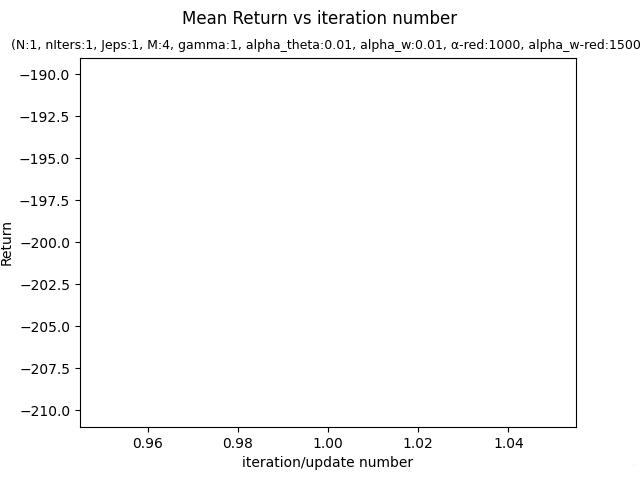 Mean Return vs iteration number
(N:1, nIters:1, Jeps:1, M:4, gamma:1, alpha_theta:0.01, alpha_w:0.01, α-red:1000, alpha_w-red:1500
−190.0
−192.5
−195.0
−197.5
−200.0
−202.5
−205.0
−207.5
−210.0
Return
0.96 0.98 1.00 1.02 1.04
iteration/update number